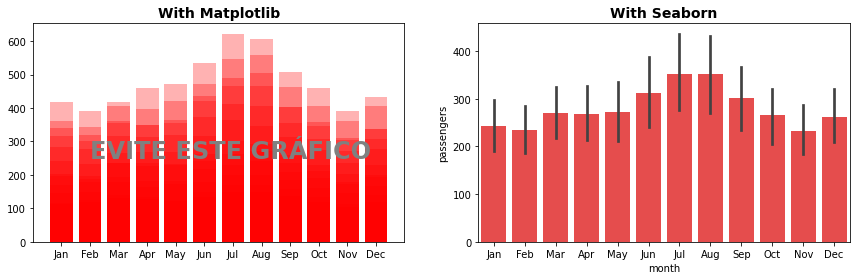 With Matplotlib
600
500
400
300
200
100
0
EVITE ESTE GRÁFICO
Jan Feb Mar Apr May Jun Jul Aug Sep Oct Nov Dec
With Seaborn
passengers
400
300
200
100
0
Jan Feb Mar Apr May Jun Jul Aug Sep Oct Nov Dec
month